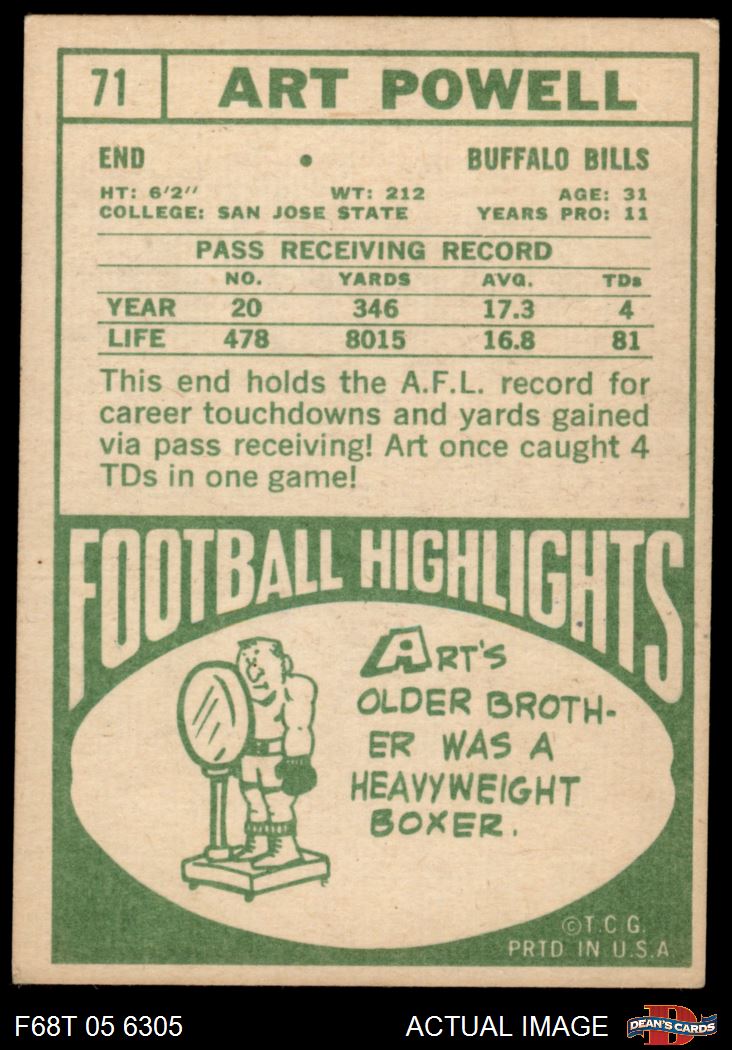 71 ART POWELL
END • BUFFALO BILLS
HT: 6'2" WT: 212 AGE: 31
COLLEGE: SAN JOSE STATE YEARS PRO: 11
PASS RECEIVING RECORD
NO. YARDS AVG. TDs
YEAR 20 346 17.3 4
LIFE 478 8015 16.8 81
This end holds the A.F.L. record for
career touchdowns and yards gained
via pass receiving! Art once caught 4
TDs in one game!
FOOTBALL HIGHLIGHTS
ART'S
OLDER BROTH-
ER WAS A
HEAVYWEIGHT
BOXER.
©T.C.G.
PRTD IN U.S.A
F68T 05 6305 ACTUAL IMAGE D DEAN'S CARDS